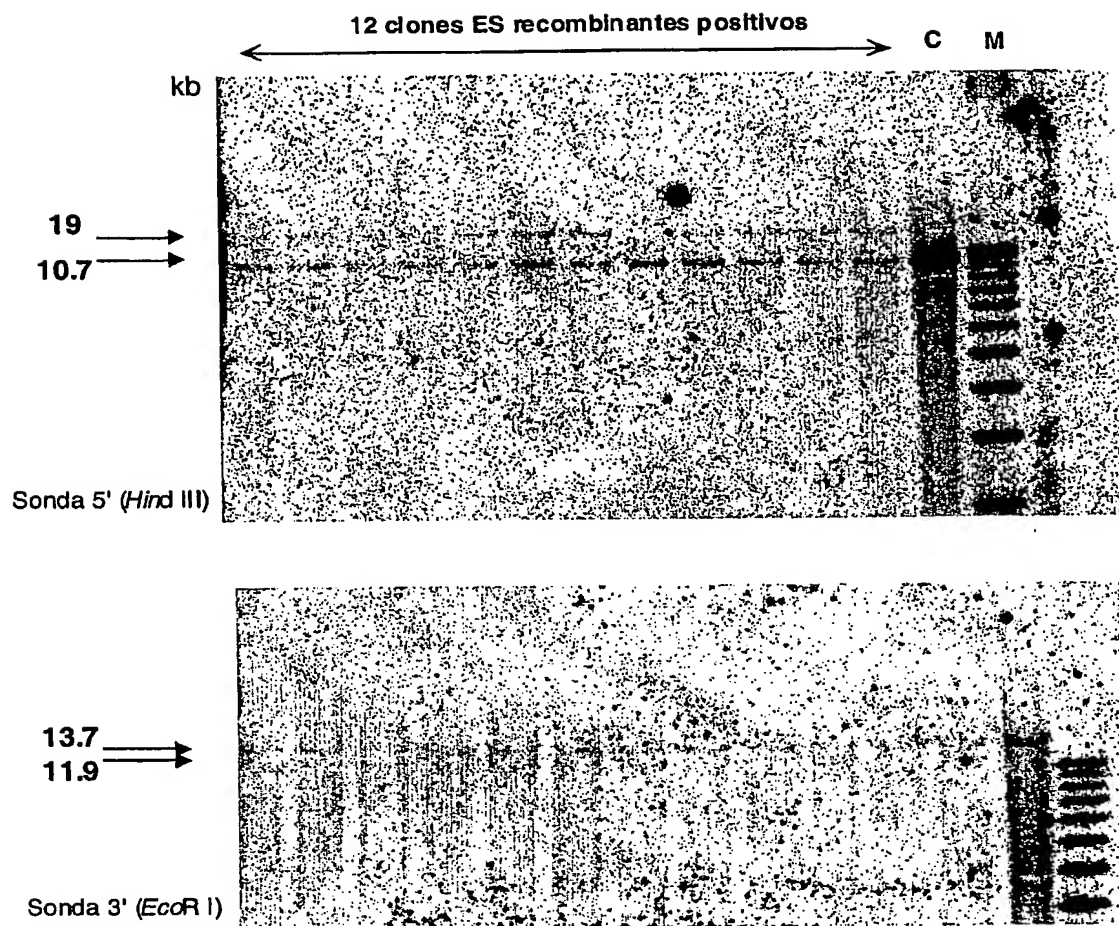 12 clones ES recombinantes positivos
C
M
kb
19
10.7
Sonda 5' (Hind III)
13.7
11.9
Sonda 3' (EcoR I)